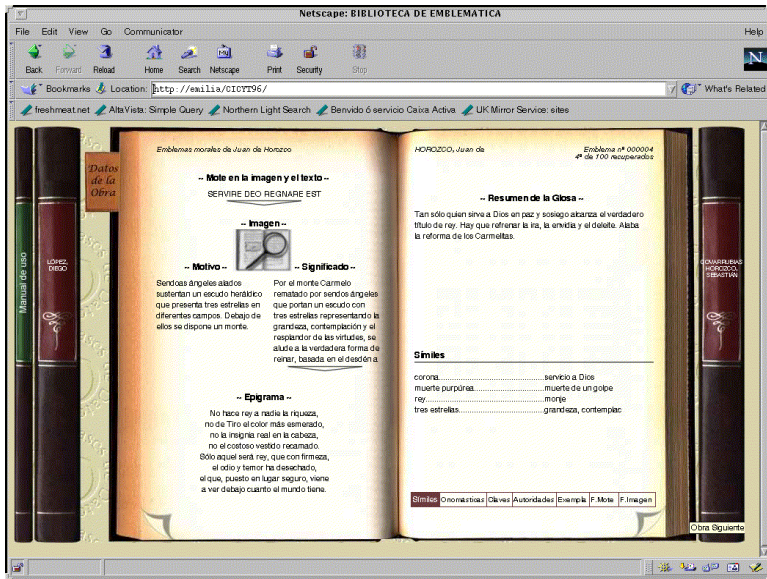 Netscape: BIBLIOTECA DE EMBLEMATICA
File Edit View Go Communicator Help
Back Forward Reload Home Search Netscape Print Security Stop
N
Bookmarks Location: http://emilia/CICYT96/ What's Related
freshmeat.net AltaVista: Simple Query Northern Light Search Benvido ó servicio Caixa Activa UK Mirror Service: sites
Manual de uso
LOPEZ,
DIEGO
Datos
de la
Obra
Emblemas morales de Juan de Horozco
~ Mote en la imagen y el texto ~
SERVIRE DEO REGNARE EST
~ Imagen ~
~ Motivo ~
Sendoas ángeles alados
sustentan un escudo heráldico
que presenta tres estrellas en
diferentes campos. Debajo de
ellos se dispone un monte.
~ Significado ~
Por el monte Carmelo
rematado por sendos ángeles
que portan un escudo con
tres estrellas representando la
grandeza, contemplación y el
resplandor de las virtudes, se
alude a la verdadera forma de
reinar, basada en el desdén a
~ Epigrama ~
No hace rey a nadie la riqueza,
no de Tiro el color más esmerado,
no la insignia real en la cabeza,
no el costoso vestido recamado.
Sólo aquel será rey, que con firmeza,
el odio y temor ha desechado,
el que, puesto en lugar seguro, viene
a ver debajo cuanto el mundo tiene.
HOROZCO, Juan de
Emblema nº 000004
4º de 100 recuperados
~ Resumen de la Glosa ~
Tan sólo quien sirve a Dios en paz y sosiego alcanza el verdadero
título de rey. Hay que refrenar la ira, la envidia y el deleite. Alaba
la reforma de los Carmelitas.
Símiles
corona..............................................servicio a Dios
muerte purpúrea..................................muerte de un golpe
rey....................................................monje
tres estrellas.....................................grandeza, contemplac
Símiles Onomasticas Claves Autoridades Exempla F.Mote F.Imagen
COVARRUBIAS
HOROZCO,
SEBASTIÁN
Obra Siguiente